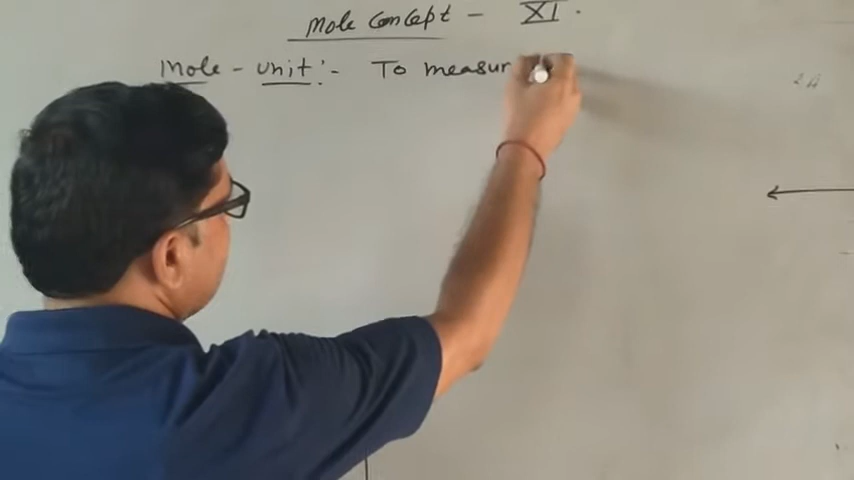 Mole Concept - XI.
Mole - Unit :- To measur